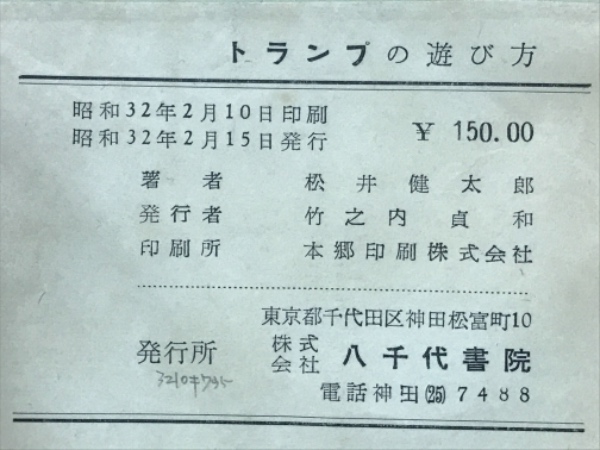 トランプの遊び方
昭和32年2月10日印刷
昭和32年2月15日発行
¥ 150.00
著者 松井健太郎
発行者 竹之内貞和
印刷所 本郷印刷株式会社
東京都千代田区神田松富町10
発行所 株式会社 八千代書院
電話神田(25)7488